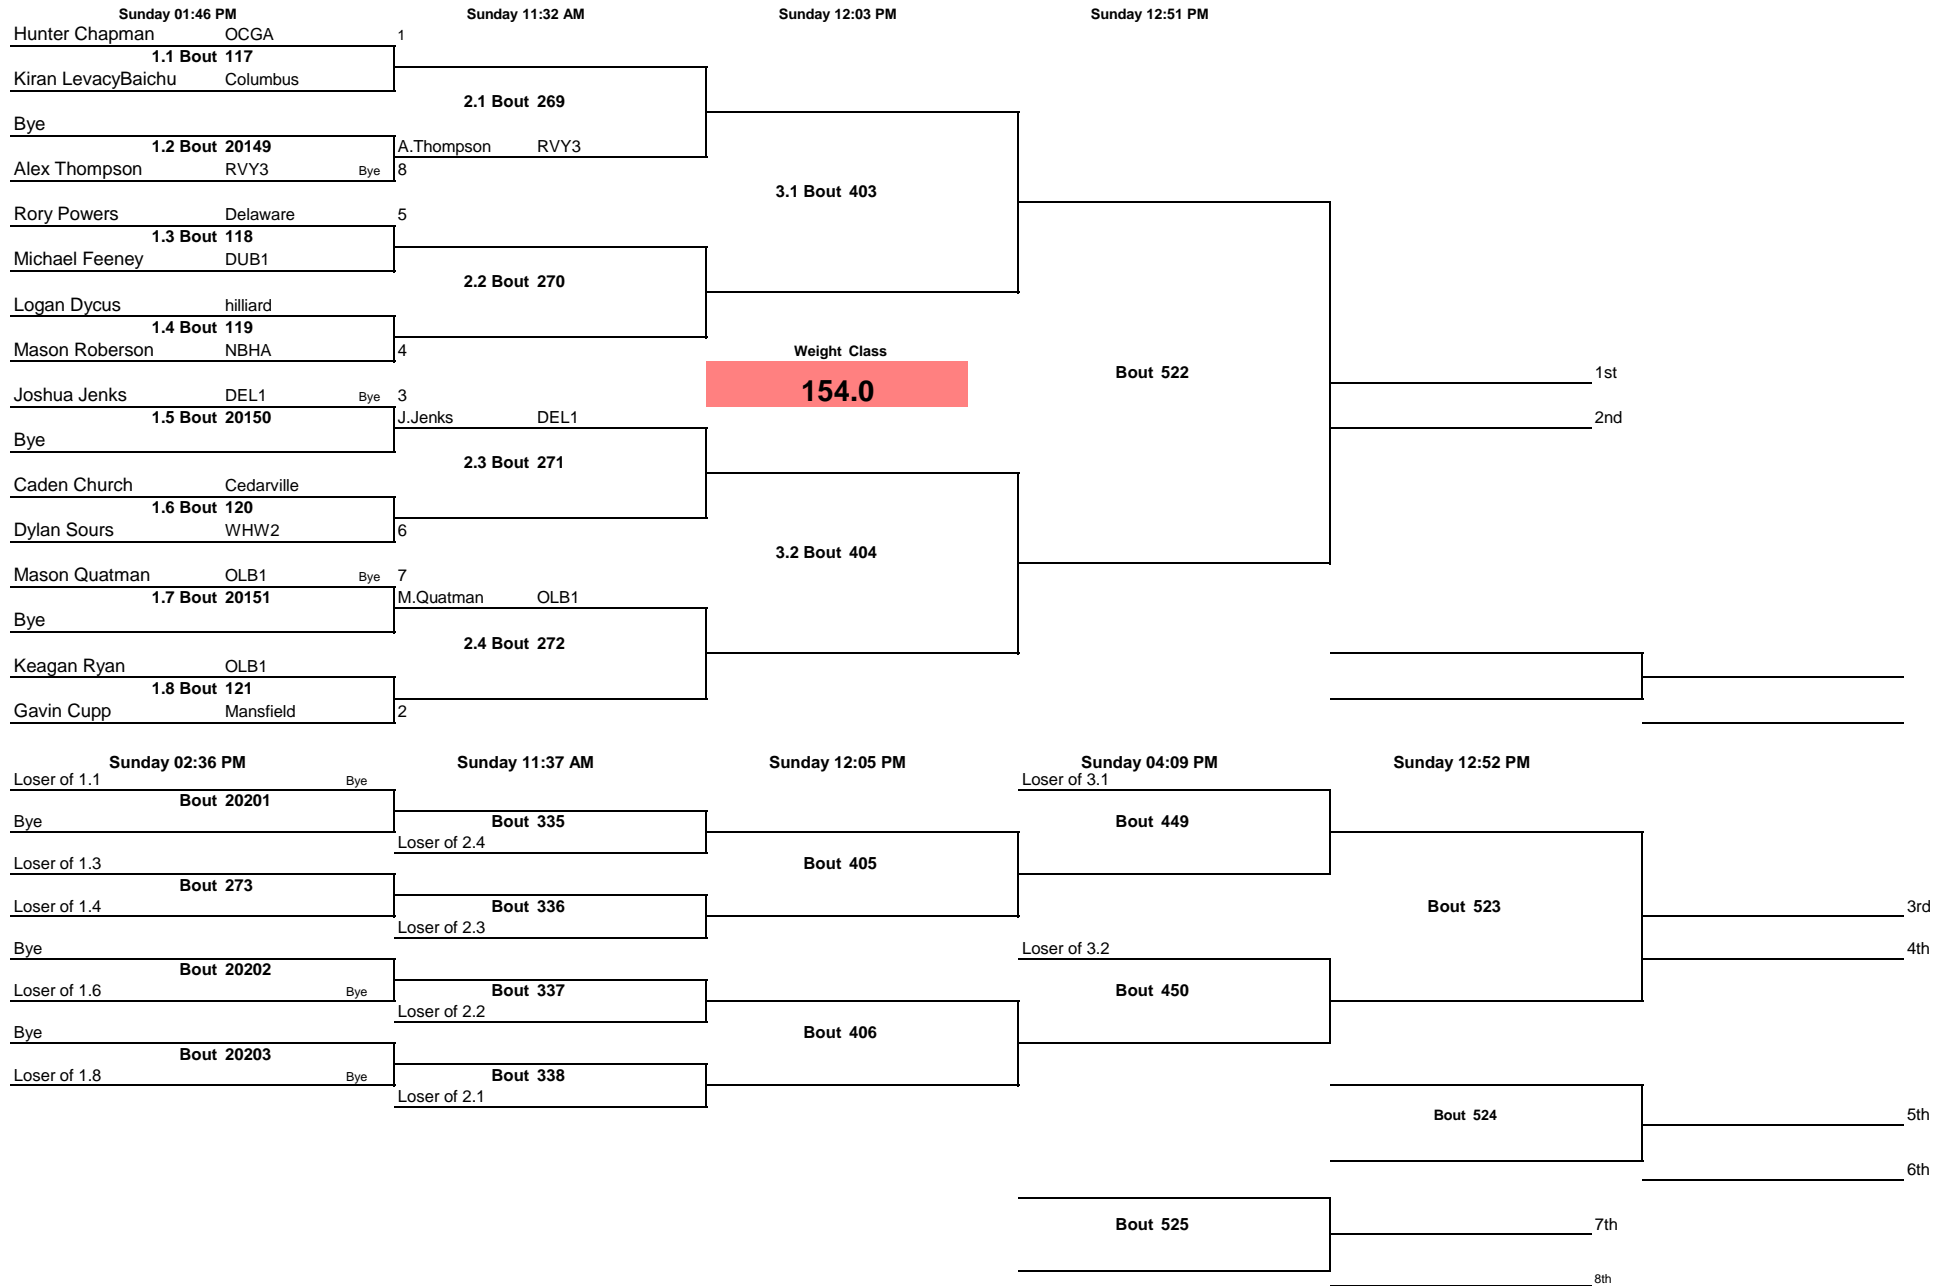 Sunday 01:46 PM Sunday 11:32 AM Sunday 12:03 PM Sunday 12:51 PM
Hunter Chapman OCGA 1
1.1 Bout 117
Kiran LevacyBaichu Columbus
2.1 Bout 269
Bye
1.2 Bout 20149 A.Thompson RVY3
Alex Thompson RVY3 Bye 8
3.1 Bout 403
Rory Powers Delaware 5
1.3 Bout 118
Michael Feeney DUB1
2.2 Bout 270
Logan Dycus hilliard
1.4 Bout 119
Mason Roberson NBHA 4 Weight Class
Bout 522 1st
Joshua Jenks DEL1 Bye 3 154.0
1.5 Bout 20150 J.Jenks DEL1 2nd
Bye
2.3 Bout 271
Caden Church Cedarville
1.6 Bout 120
Dylan Sours WHW2 6
3.2 Bout 404
Mason Quatman OLB1 Bye 7
1.7 Bout 20151 M.Quatman OLB1
Bye
2.4 Bout 272
Keagan Ryan OLB1
1.8 Bout 121
Gavin Cupp Mansfield 2
Sunday 02:36 PM Sunday 11:37 AM Sunday 12:05 PM Sunday 04:09 PM Sunday 12:52 PM
Loser of 1.1 Bye Loser of 3.1
Bout 20201
Bye Bout 335 Bout 449
Loser of 2.4
Loser of 1.3 Bout 405
Bout 273
Loser of 1.4 Bout 336 Bout 523 3rd
Loser of 2.3
Bye Loser of 3.2 4th
Bout 20202
Loser of 1.6 Bye Bout 337 Bout 450
Loser of 2.2
Bye Bout 406
Bout 20203
Loser of 1.8 Bye Bout 338
Loser of 2.1
Bout 524 5th
6th
Bout 525 7th
8th